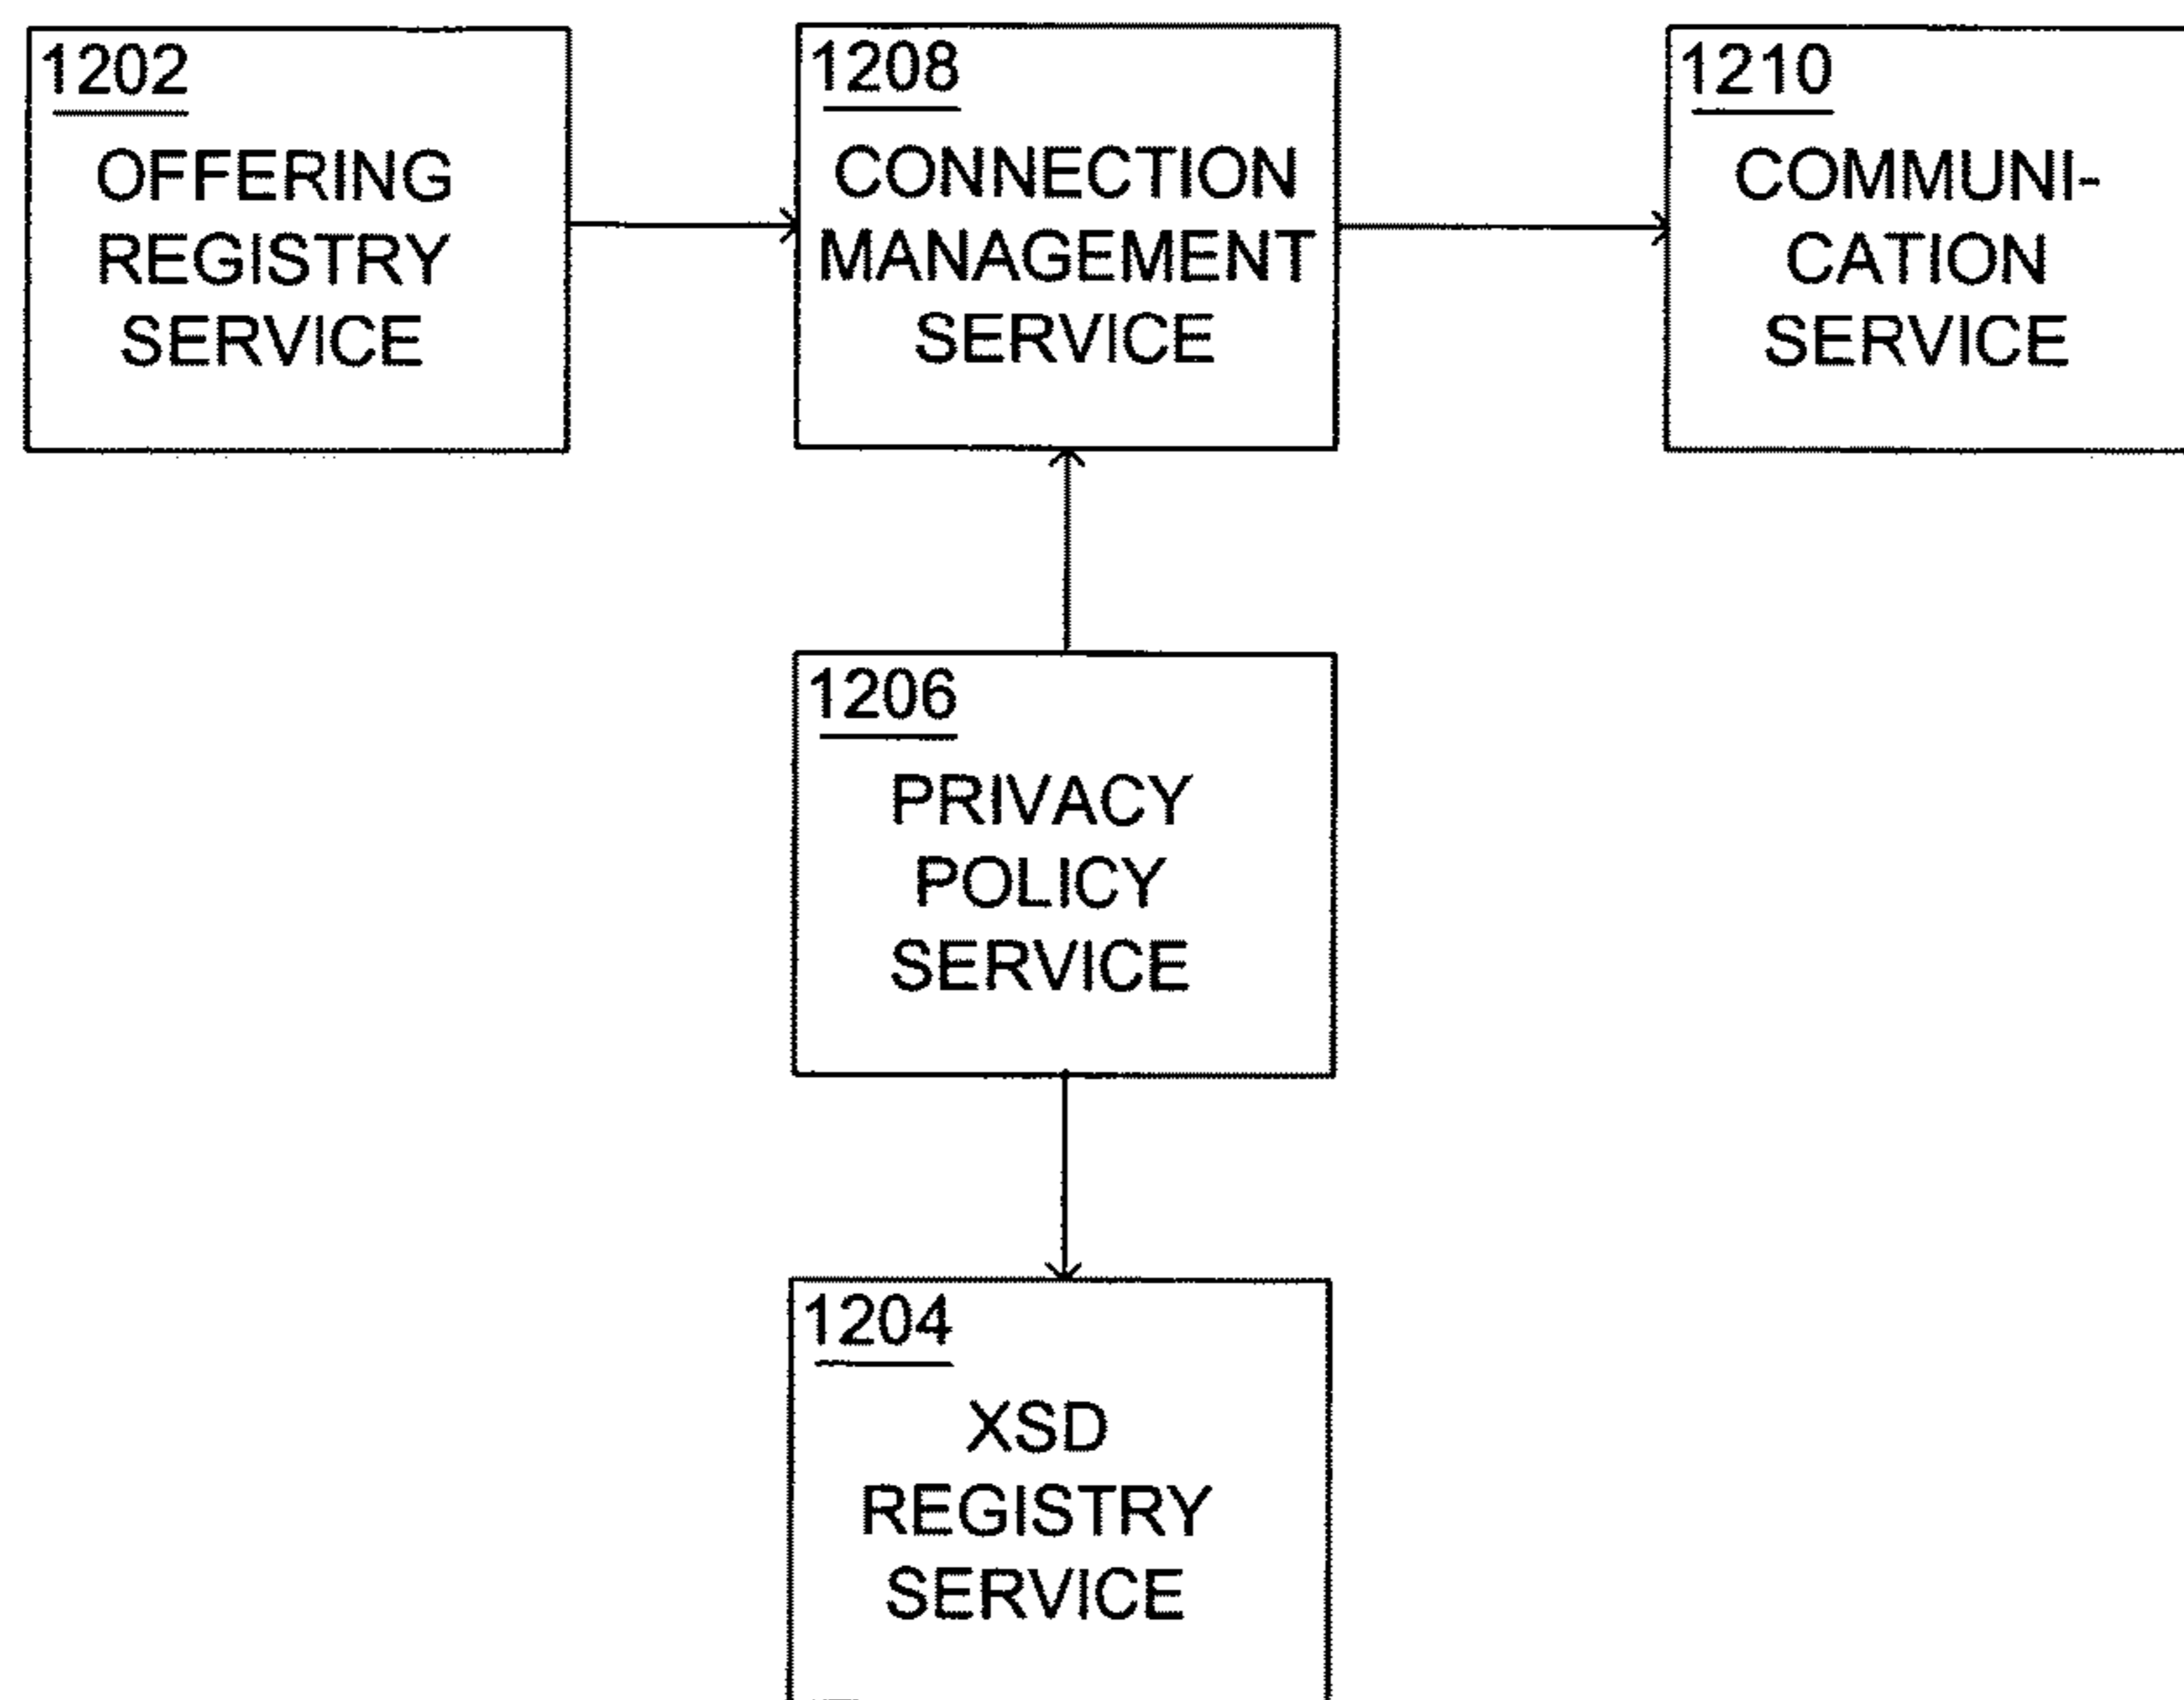 1202
OFFERING
REGISTRY
SERVICE
1208
CONNECTION
MANAGEMENT
SERVICE
1210
COMMUNI-
CATION
SERVICE
1206
PRIVACY
POLICY
SERVICE
1204
XSD
REGISTRY
SERVICE